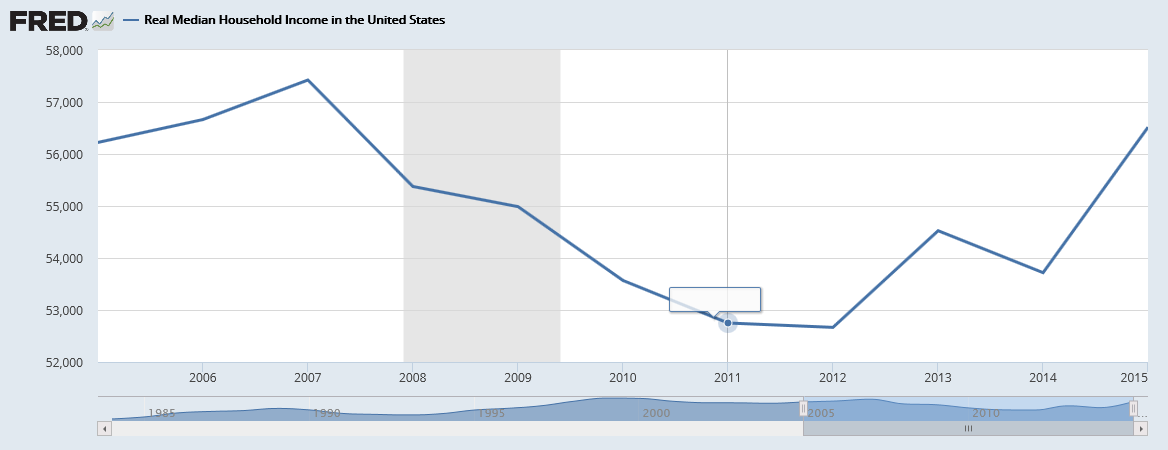 FRED Real Median Household Income in the United States
58,000
57,000
56,000
55,000
54,000
53,000
52,000
2006 2007 2008 2009 2010 2011 2012 2013 2014 2015
1985 1990 1995 2000 2005 2010 ...